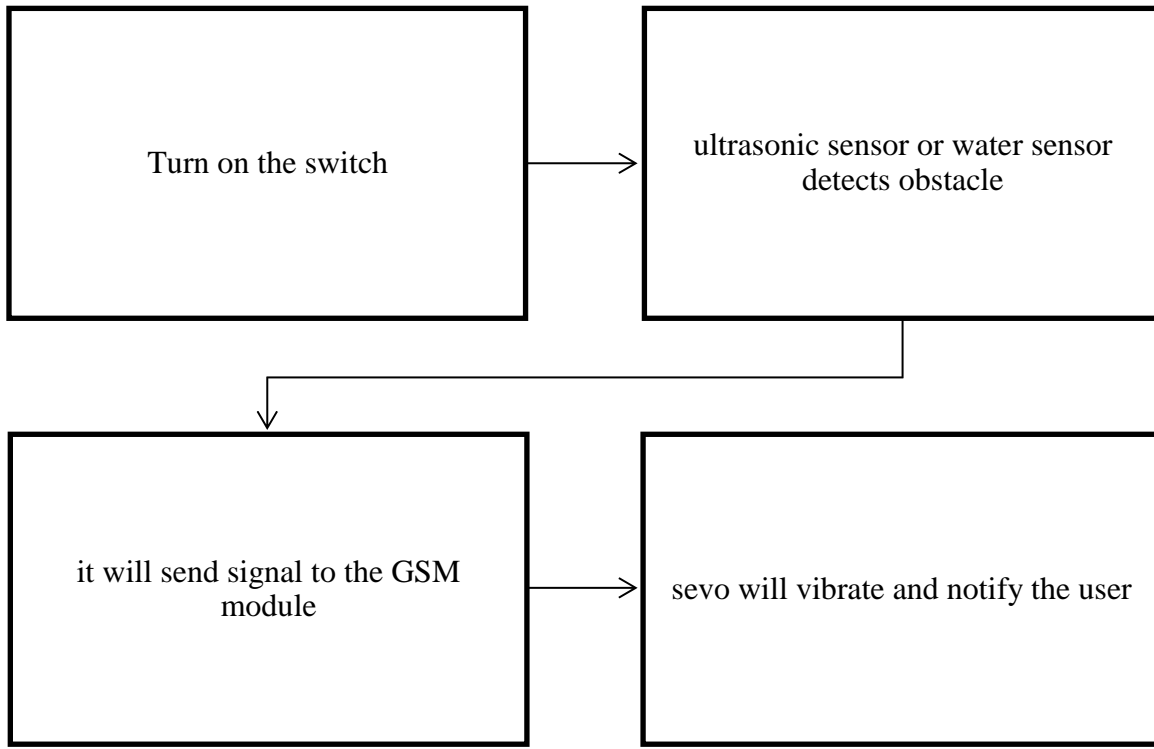 Turn on the switch
ultrasonic sensor or water sensor
detects obstacle
it will send signal to the GSM
module
sevo will vibrate and notify the user